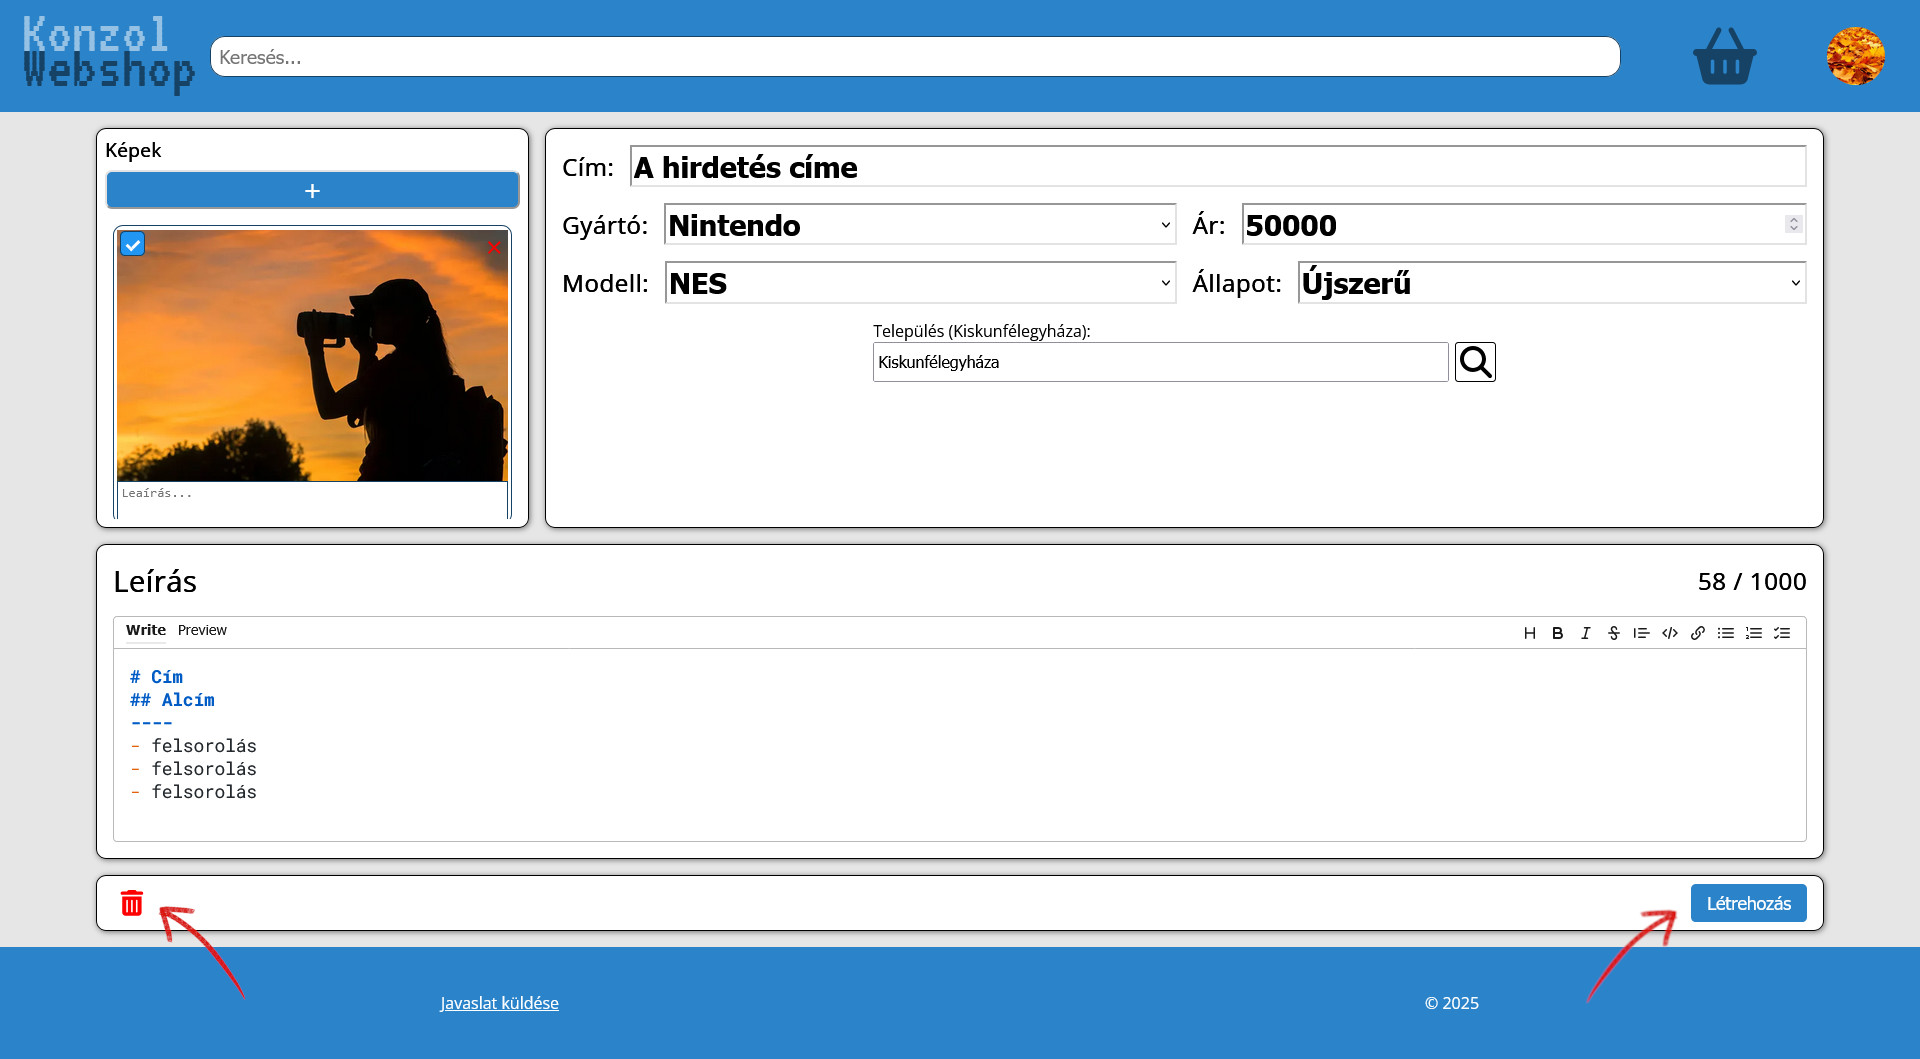 Konzol
Webshop
Keresés...
Képek
+
Leaírás...
Cím: A hirdetés címe
Gyártó: Nintendo Ár: 50000
Modell: NES Állapot: Újszerű
Település (Kiskunfélegyháza):
Kiskunfélegyháza
Leírás 58 / 1000
Write Preview H B I S
# Cím
## Alcím
----
- felsorolás
- felsorolás
- felsorolás
Létrehozás
Javaslat küldése © 2025